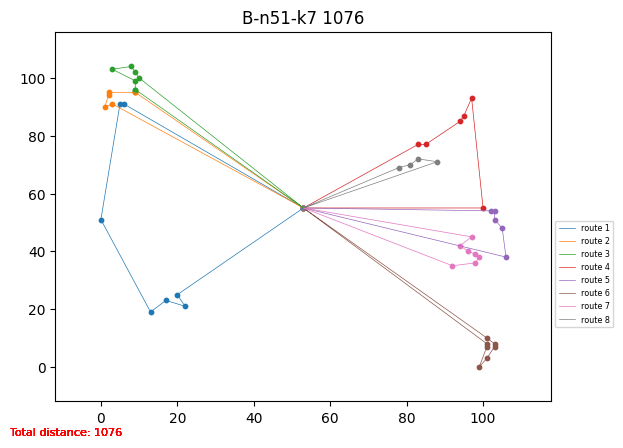 B-n51-k7 1076
100
80
60
40
20
0
0 20 40 60 80 100
route 1
route 2
route 3
route 4
route 5
route 6
route 7
route 8
Total distance: 1076